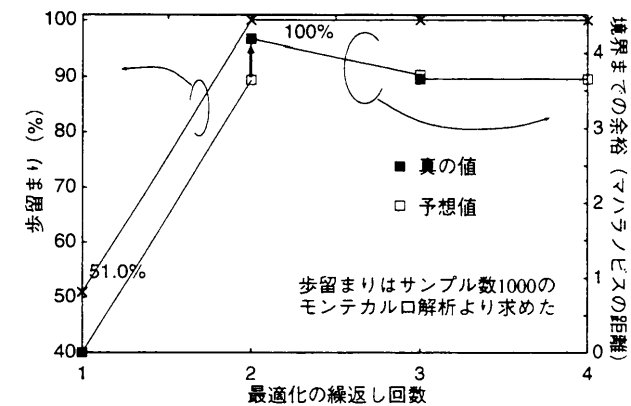 歩留まり (%)
100
90
80
70
60
50
40
100%
51.0%
■ 真の値
□ 予想値
歩留まりはサンプル数1000の
モンテカルロ解析より求めた
4
3
2
1
0
境界までの余裕 (マハラノビスの距離)
1 2 3 4
最適化の繰返し回数